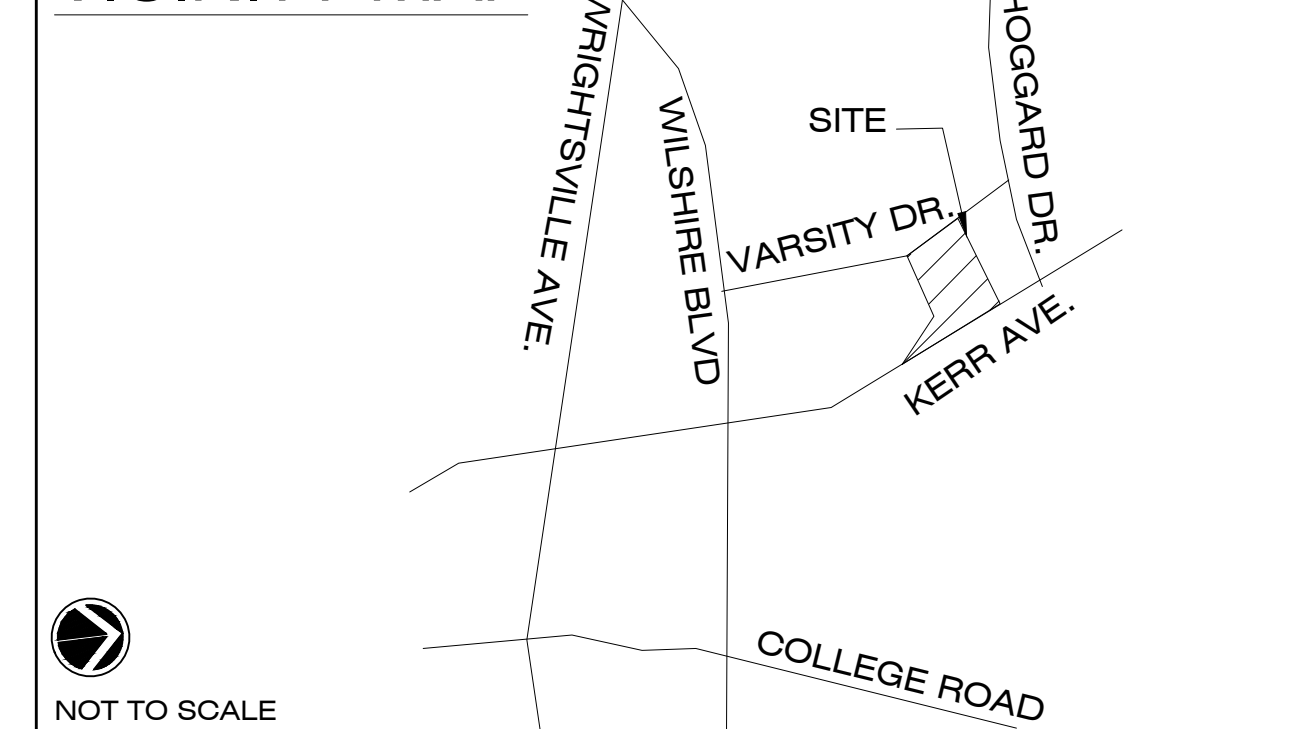 WRIGHTSVILLE AVE.
WILSHIRE BLVD
HOGGARD DR.
SITE
VARSITY DR.
KERR AVE.
COLLEGE ROAD
NOT TO SCALE